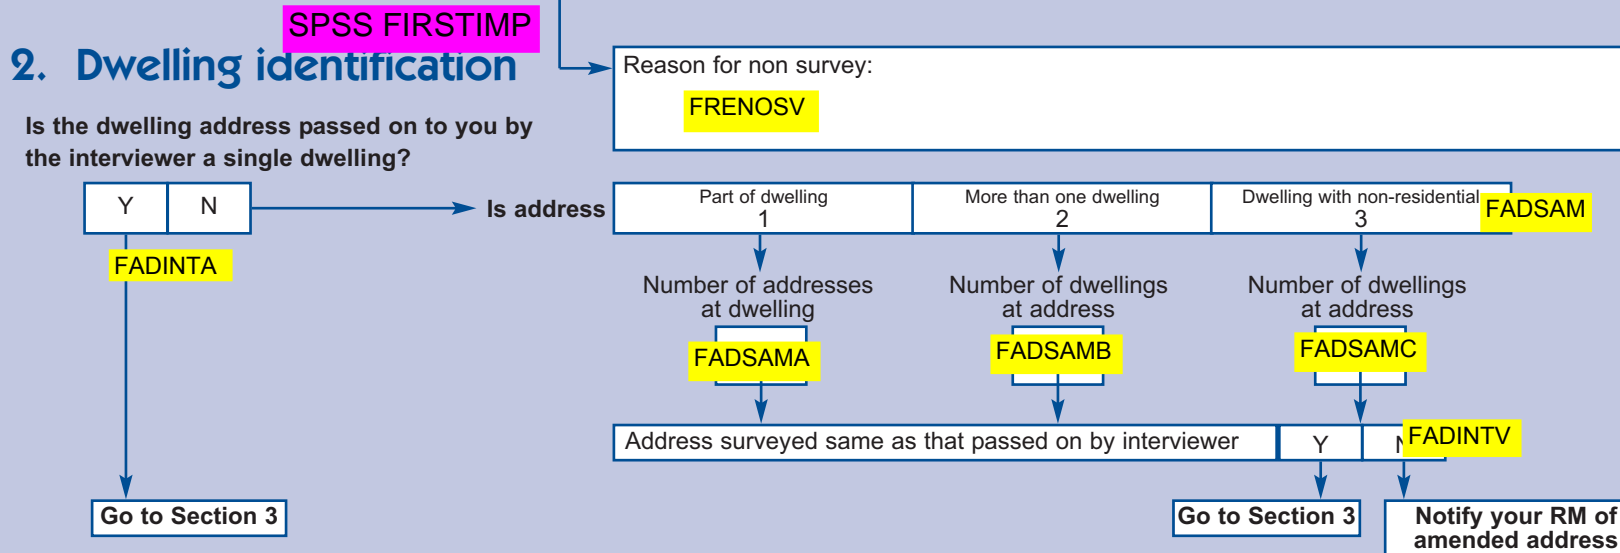 SPSS FIRSTIMP
2. Dwelling identification
Reason for non survey:
FRENOSV
Is the dwelling address passed on to you by
the interviewer a single dwelling?
Y N
FADINTA
Is address
Part of dwelling
1
More than one dwelling
2
Dwelling with non-residential
3
FADSAM
Number of addresses
at dwelling
Number of dwellings
at address
Number of dwellings
at address
FADSAMA
FADSAMB
FADSAMC
Address surveyed same as that passed on by interviewer Y N
FADINTV
Go to Section 3
Go to Section 3
Notify your RM of
amended address